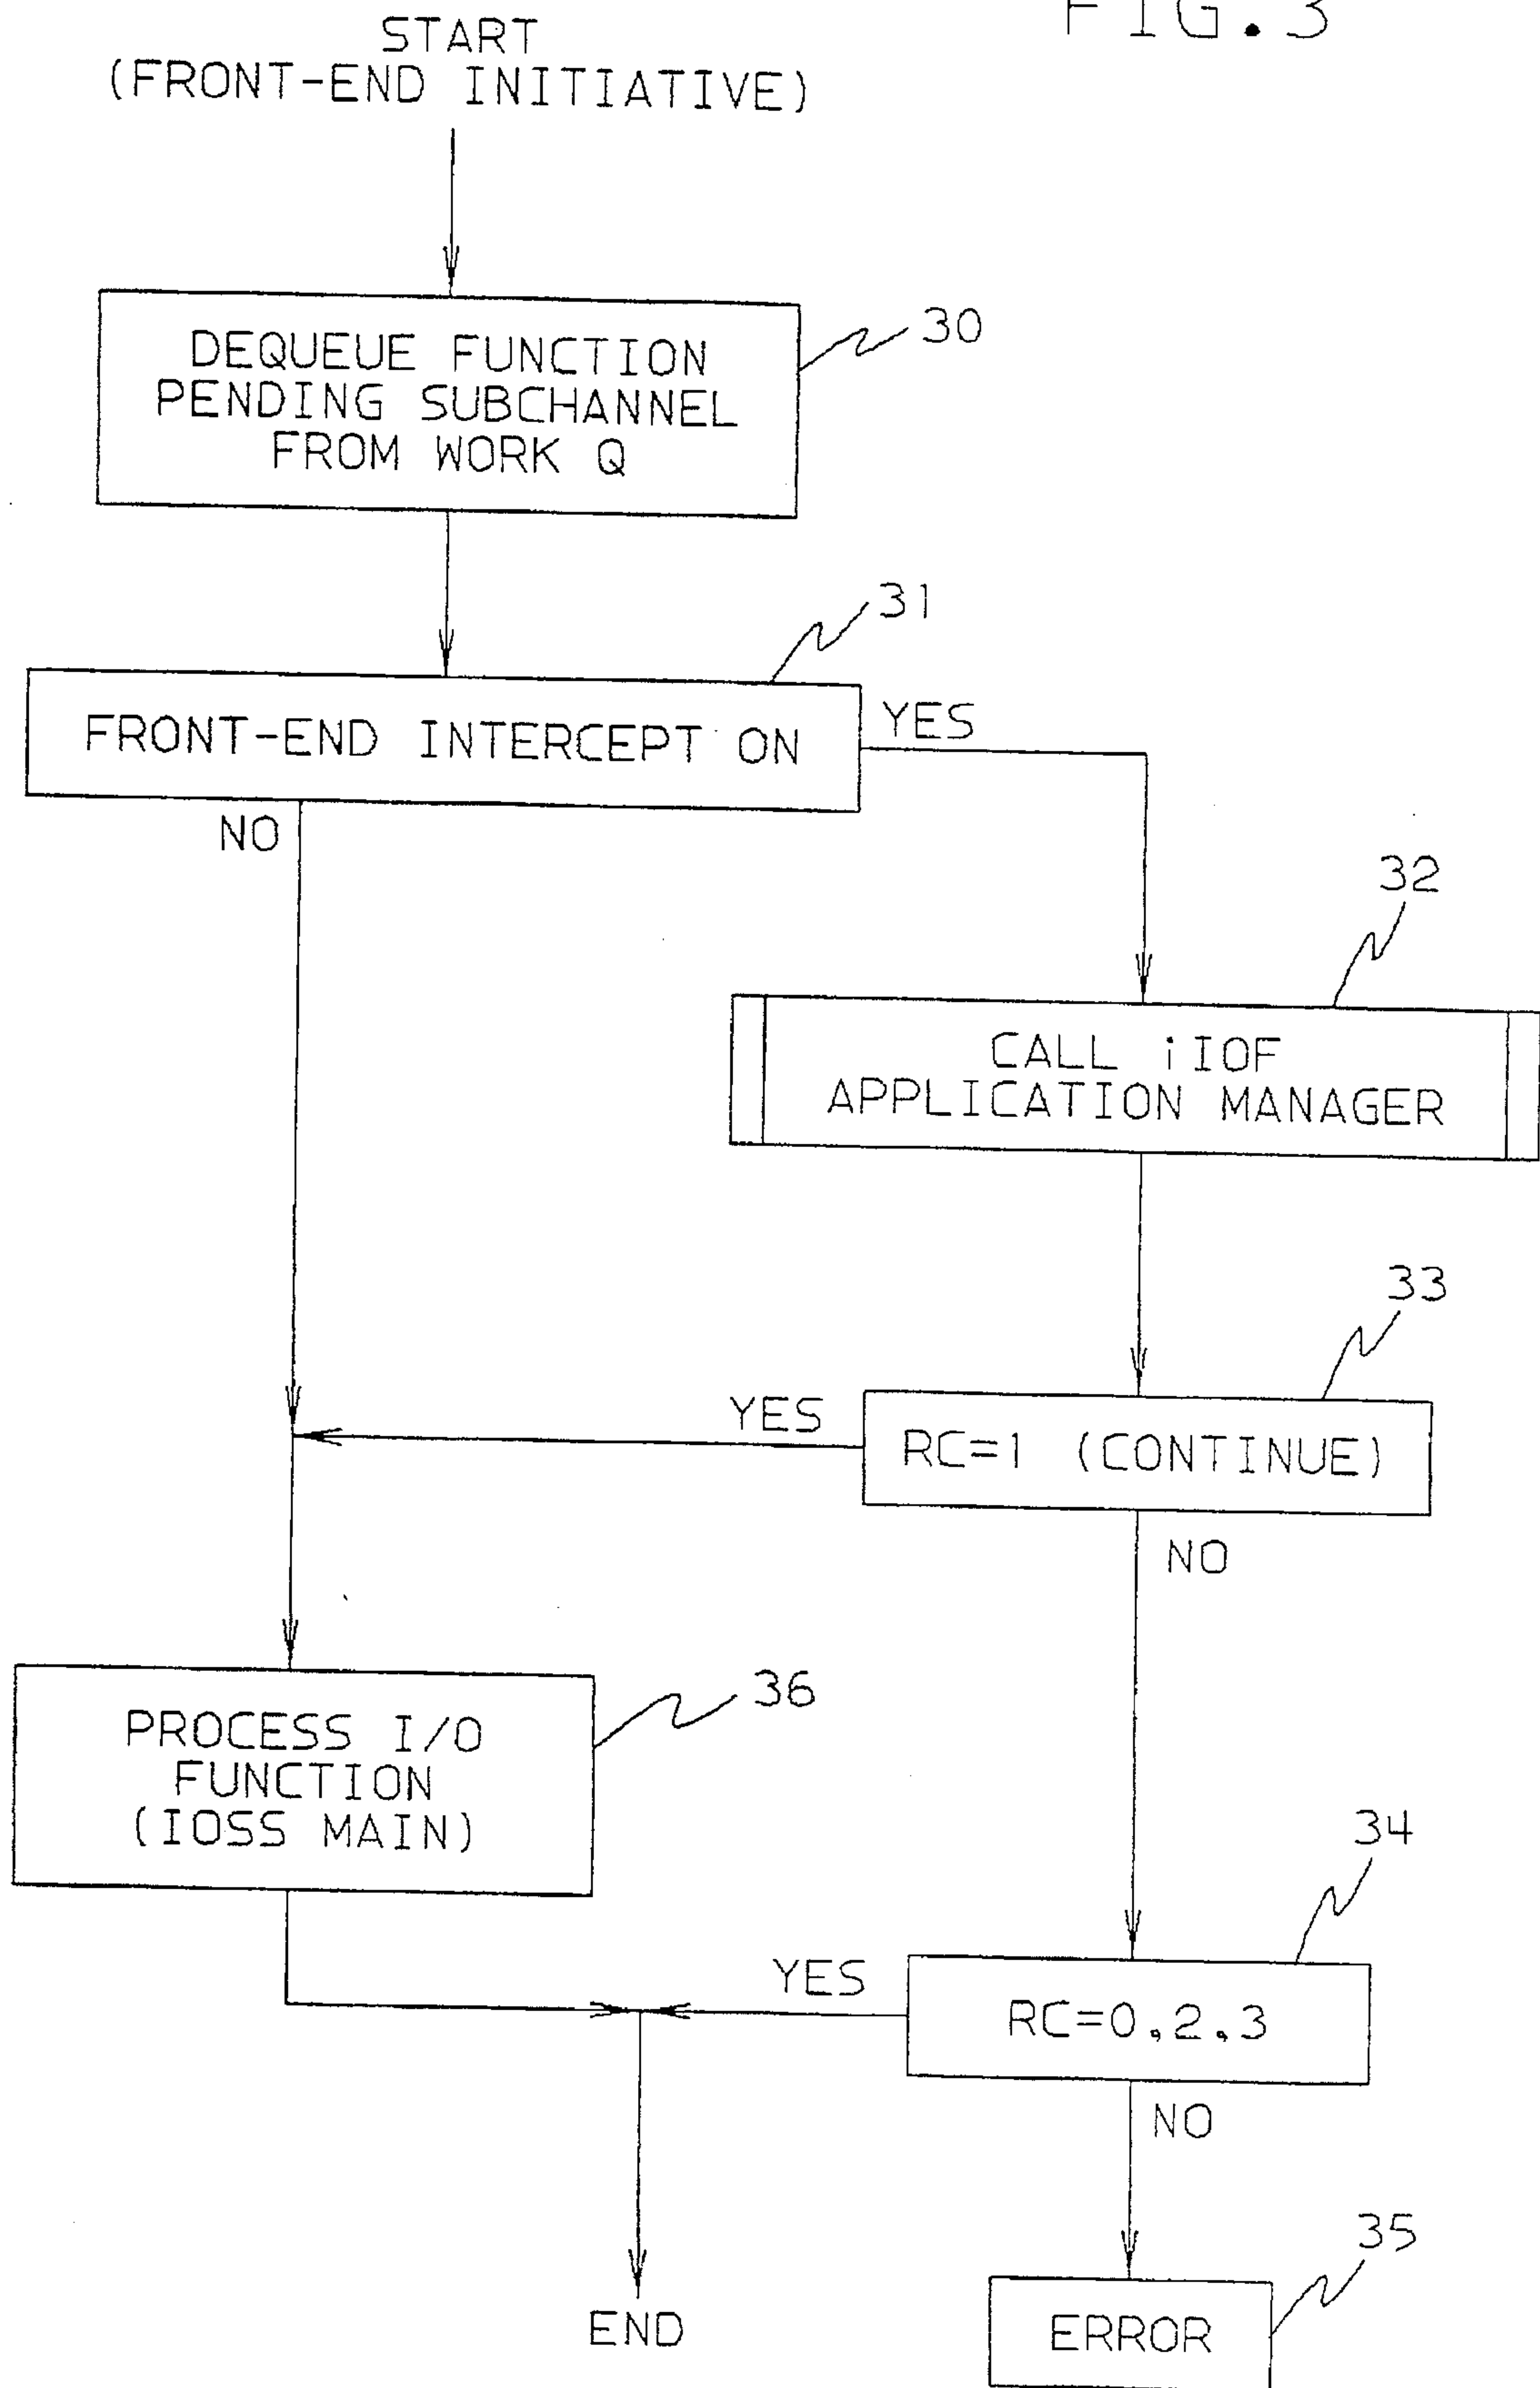 FIG.3
START
(FRONT-END INITIATIVE)
DEQUEUE FUNCTION
PENDING SUBCHANNEL
FROM WORK Q
30
31
FRONT-END INTERCEPT ON
YES
NO
32
CALL iIOF
APPLICATION MANAGER
33
YES
RC=1 (CONTINUE)
NO
36
PROCESS I/O
FUNCTION
(IOSS MAIN)
34
YES
RC=0,2,3
NO
35
END
ERROR